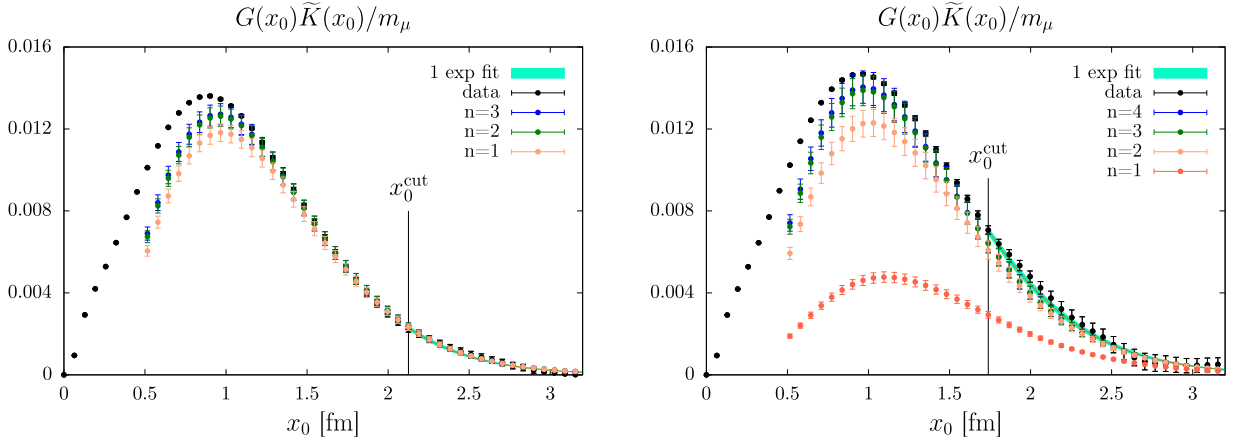 G(x₀)K̃(x₀)/m_μ
0.016
0.012
0.008
0.004
0
0
0.5
1
1.5
2
2.5
3
x₀ [fm]
1 exp fit
data
n=3
n=2
n=1
x₀^cut
G(x₀)K̃(x₀)/m_μ
0.016
0.012
0.008
0.004
0
0
0.5
1
1.5
2
2.5
3
x₀ [fm]
1 exp fit
data
n=4
n=3
n=2
n=1
x₀^cut